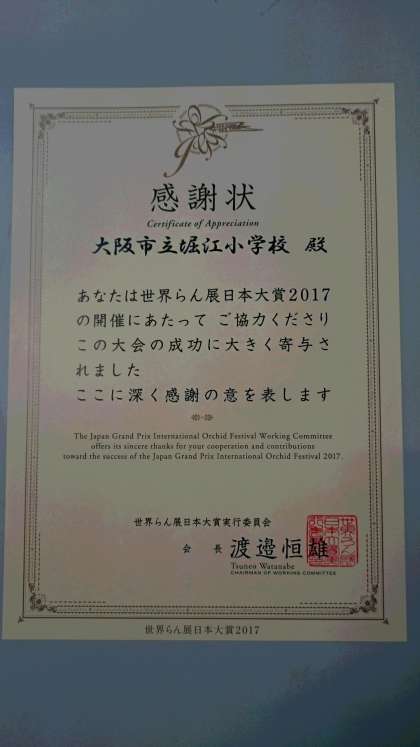 感謝状
Certificate of Appreciation
大阪市立堀江小学校 殿
あなたは世界らん展日本大賞2017
の開催にあたって ご協力くださり
この大会の成功に大きく寄与さ
れました
ここに深く感謝の意を表します
The Japan Grand Prix International Orchid Festival Working Committee
offers its sincere thanks for your cooperation and contributions
toward the success of the Japan Grand Prix International Orchid Festival 2017.
世界らん展日本大賞実行委員会
会 長 渡邉恒雄
Tsuneo Watanabe
CHAIRMAN OF WORKING COMMITTEE
世界らん展日本大賞2017